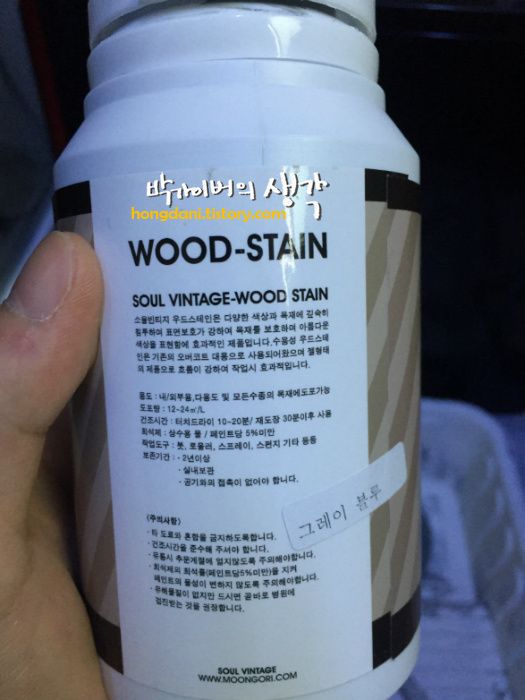 박가이버의 생각
hongdani.tistory.com
WOOD-STAIN
SOUL VINTAGE-WOOD STAIN
소울빈티지 우드스테인은 다양한 색상과 목재에 깊숙히
침투하여 표면보호가 강하여 목재를 보호하며 아름다운
색상을 표현함에 효과적인 제품입니다.수용성 우드스테
인은 기존의 오버코트 대용으로 사용되어왔으며 젤형태
의 제품으로 흐름이 강하여 작업시 효과적입니다.
용도 : 내/외부용,다용도 및 모든수종의 목재에도포가능
도포량 : 12~24㎡/L
건조시간 : 터치드라이 10~20분/ 재도장 30분이후 사용
희석제 : 상수용 물 / 페인트당 5%미만
작업도구 : 붓, 로울러, 스프레이, 스펀지 기타 등등
보존기간 : · 2년이상
· 실내보관
· 공기와의 접촉이 없어야 합니다.
그레이 블루
<주의사항>
· 타 도료와 혼합을 금지하도록합니다.
· 건조시간을 준수해 주셔야 합니다.
· 유통시 추운계절에 얼지않도록 주의해야합니다.
· 희석제의 희석률(페인트당5%미만)을 지켜
페인트의 물성이 변하지 않도록 주의해야합니다.
· 유해물질이 없지만 드시면 곧바로 병원에
검진받는 것을 권장합니다.
SOUL VINTAGE
WWW.MOONGORI.COM